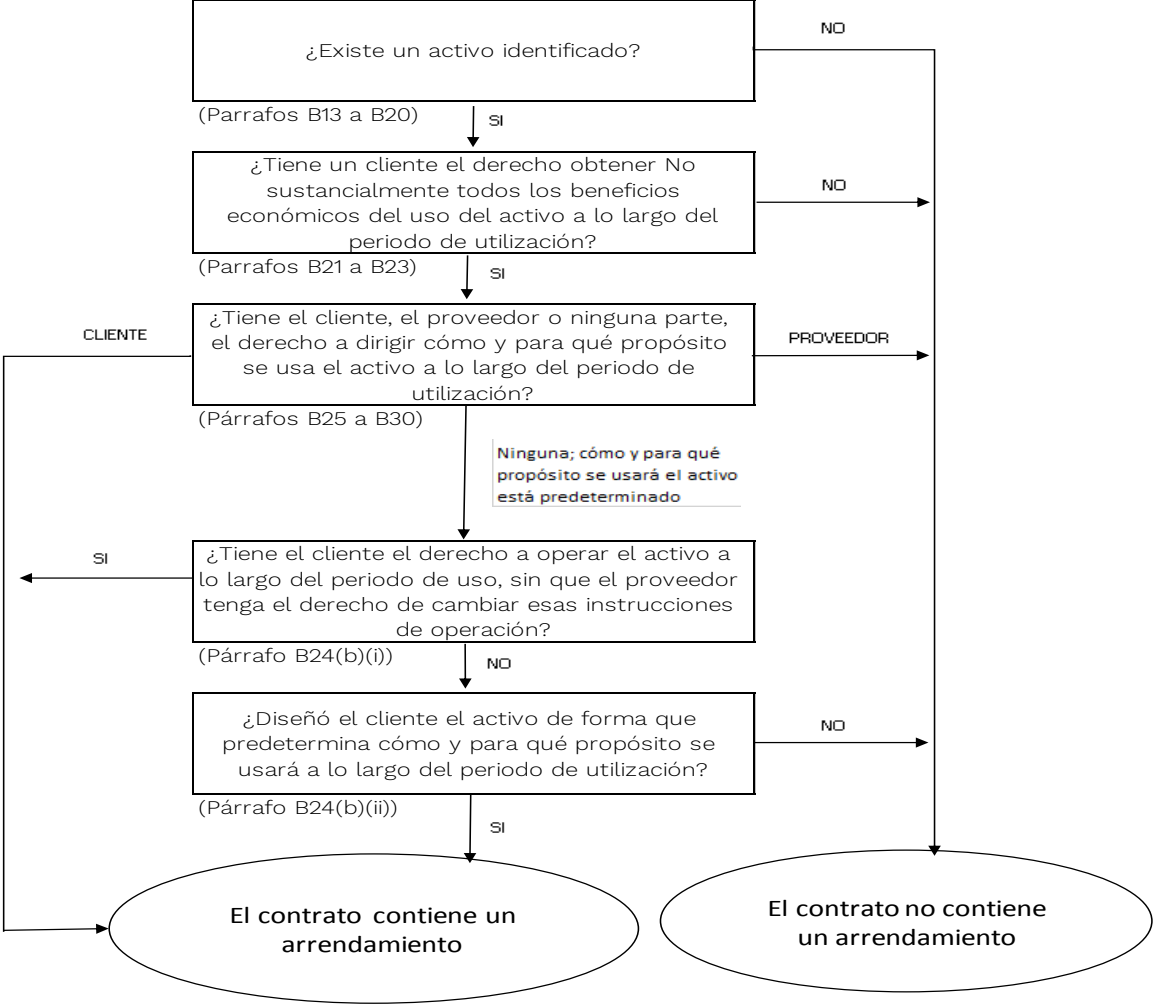 NO
¿Existe un activo identificado?
(Parrafos B13 a B20)
SI
¿Tiene un cliente el derecho obtener No
sustancialmente todos los beneficios
económicos del uso del activo a lo largo del
periodo de utilización?
NO
(Parrafos B21 a B23)
SI
CLIENTE
¿Tiene el cliente, el proveedor o ninguna parte,
el derecho a dirigir cómo y para qué propósito
se usa el activo a lo largo del periodo de
utilización?
PROVEEDOR
(Párrafos B25 a B30)
Ninguna; cómo y para qué
propósito se usará el activo
está predeterminado
SI
¿Tiene el cliente el derecho a operar el activo a
lo largo del periodo de uso, sin que el proveedor
tenga el derecho de cambiar esas instrucciones
de operación?
(Párrafo B24(b)(i))
NO
¿Diseñó el cliente el activo de forma que
predetermina cómo y para qué propósito se
usará a lo largo del periodo de utilización?
NO
(Párrafo B24(b)(ii))
SI
El contrato contiene un
arrendamiento
El contrato no contiene
un arrendamiento